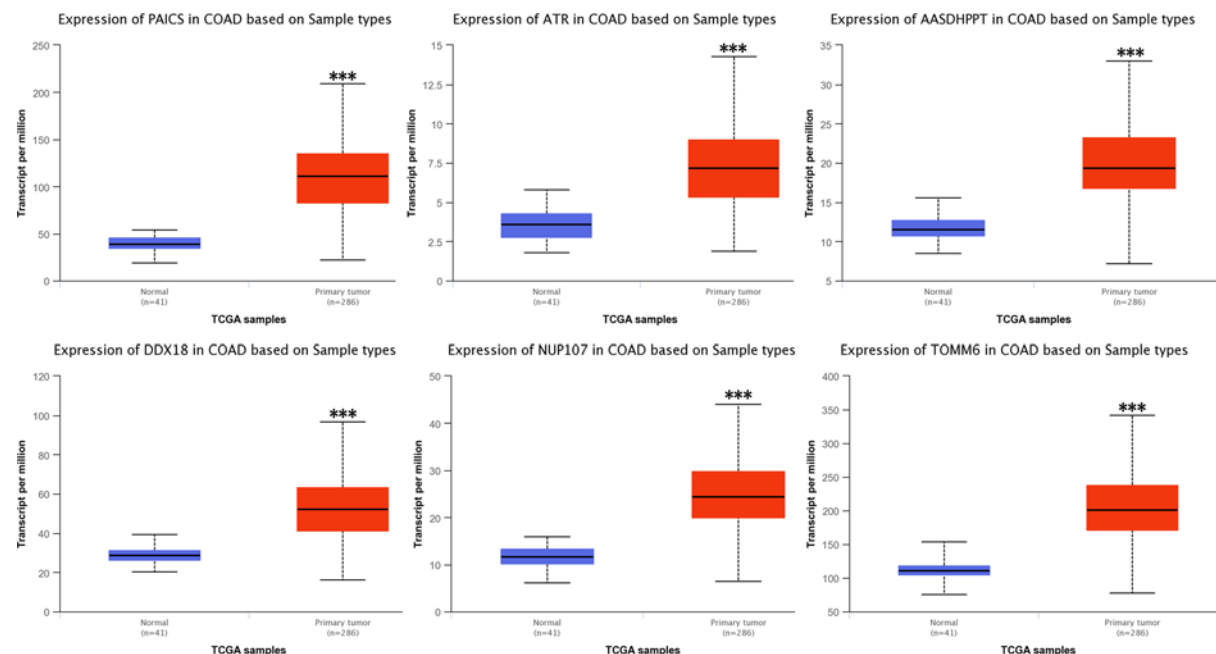 Expression of PAICS in COAD based on Sample types
250
200
150
100
50
0
Transcript per million
***
Normal
(n=41)
Primary tumor
(n=286)
TCGA samples
Expression of ATR in COAD based on Sample types
15
12.5
10
7.5
5
2.5
0
Transcript per million
***
Normal
(n=41)
Primary tumor
(n=286)
TCGA samples
Expression of AASDHPPT in COAD based on Sample types
35
30
25
20
15
10
5
Transcript per million
***
Normal
(n=41)
Primary tumor
(n=286)
TCGA samples
Expression of DDX18 in COAD based on Sample types
120
100
80
60
40
20
0
Transcript per million
***
Normal
(n=41)
Primary tumor
(n=286)
TCGA samples
Expression of NUP107 in COAD based on Sample types
50
40
30
20
10
0
Transcript per million
***
Normal
(n=41)
Primary tumor
(n=286)
TCGA samples
Expression of TOMM6 in COAD based on Sample types
400
350
300
250
200
150
100
50
Transcript per million
***
Normal
(n=41)
Primary tumor
(n=286)
TCGA samples